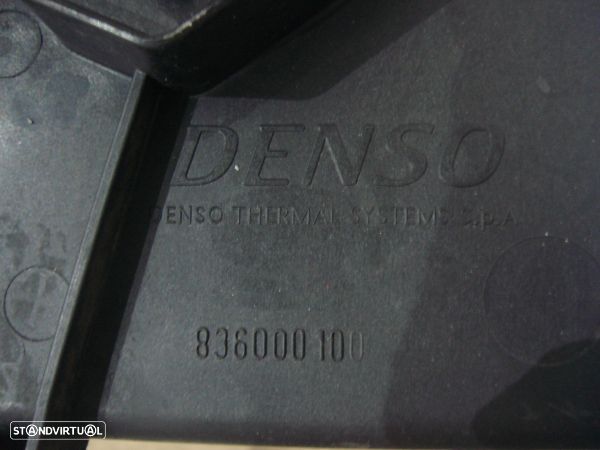 DENSO
DENSO THERMAL SYSTEMS S.p.A
836000100
STANDVIRTUAL